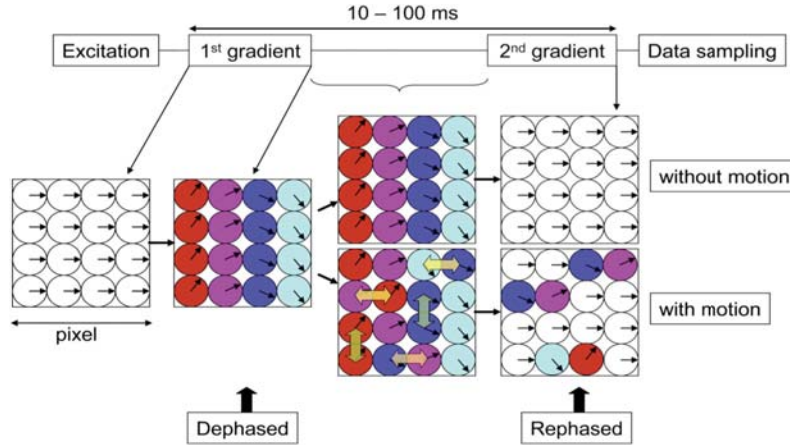 10 – 100 ms
Excitation
1st gradient
2nd gradient
Data sampling
without motion
with motion
pixel
Dephased
Rephased